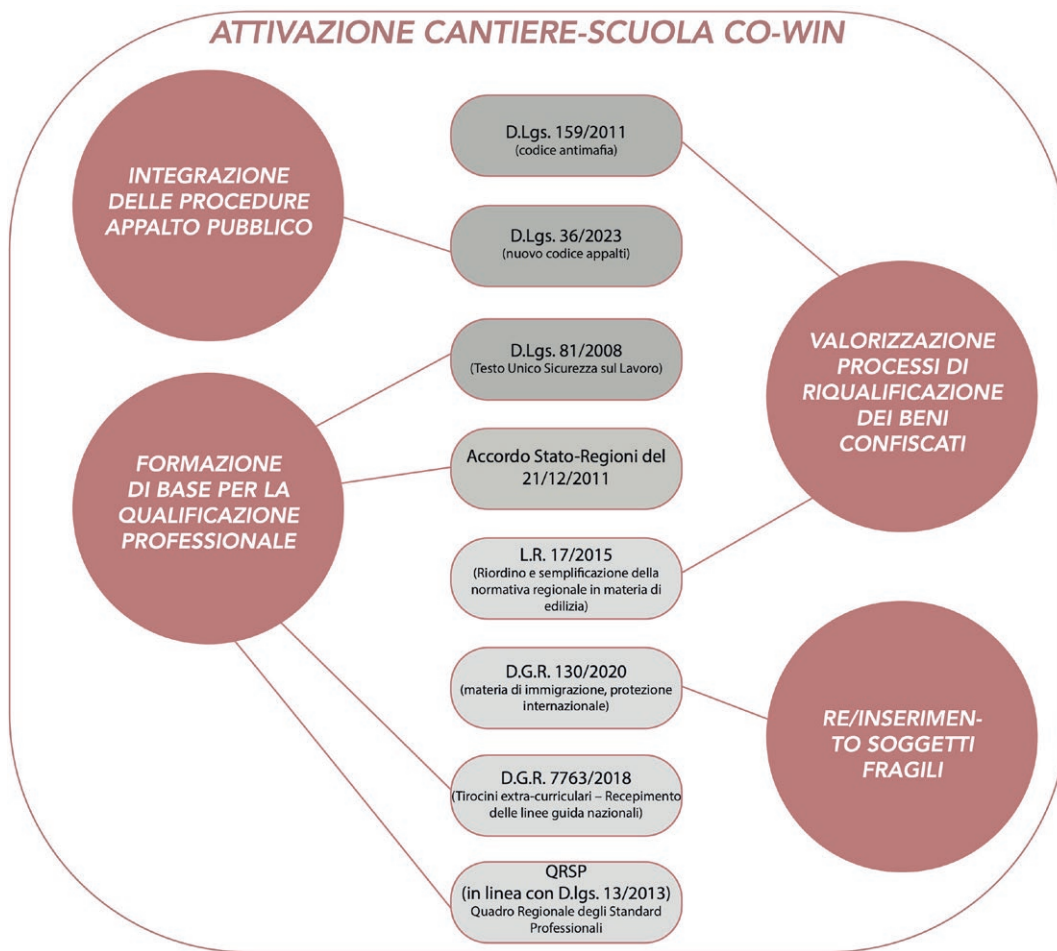 ATTIVAZIONE CANTIERE-SCUOLA CO-WIN
INTEGRAZIONE
DELLE PROCEDURE
APPALTO PUBBLICO
FORMAZIONE
DI BASE PER LA
QUALIFICAZIONE
PROFESSIONALE
D.Lgs. 159/2011
(codice antimafia)
D.Lgs. 36/2023
(nuovo codice appalti)
D.Lgs. 81/2008
(Testo Unico Sicurezza sul Lavoro)
Accordo Stato-Regioni del
21/12/2011
L.R. 17/2015
(Riordino e semplificazione della
normativa regionale in materia di
edilizia)
D.G.R. 130/2020
(materia di immigrazione, protezione
internazionale)
D.G.R. 7763/2018
(Tirocini extra-curriculari – Recepimento
delle linee guida nazionali)
QRSP
(in linea con D.lgs. 13/2013)
Quadro Regionale degli Standard
Professionali
VALORIZZAZIONE
PROCESSI DI
RIQUALIFICAZIONE
DEI BENI
CONFISCATI
RE/INSERIMEN-
TO SOGGETTI
FRAGILI